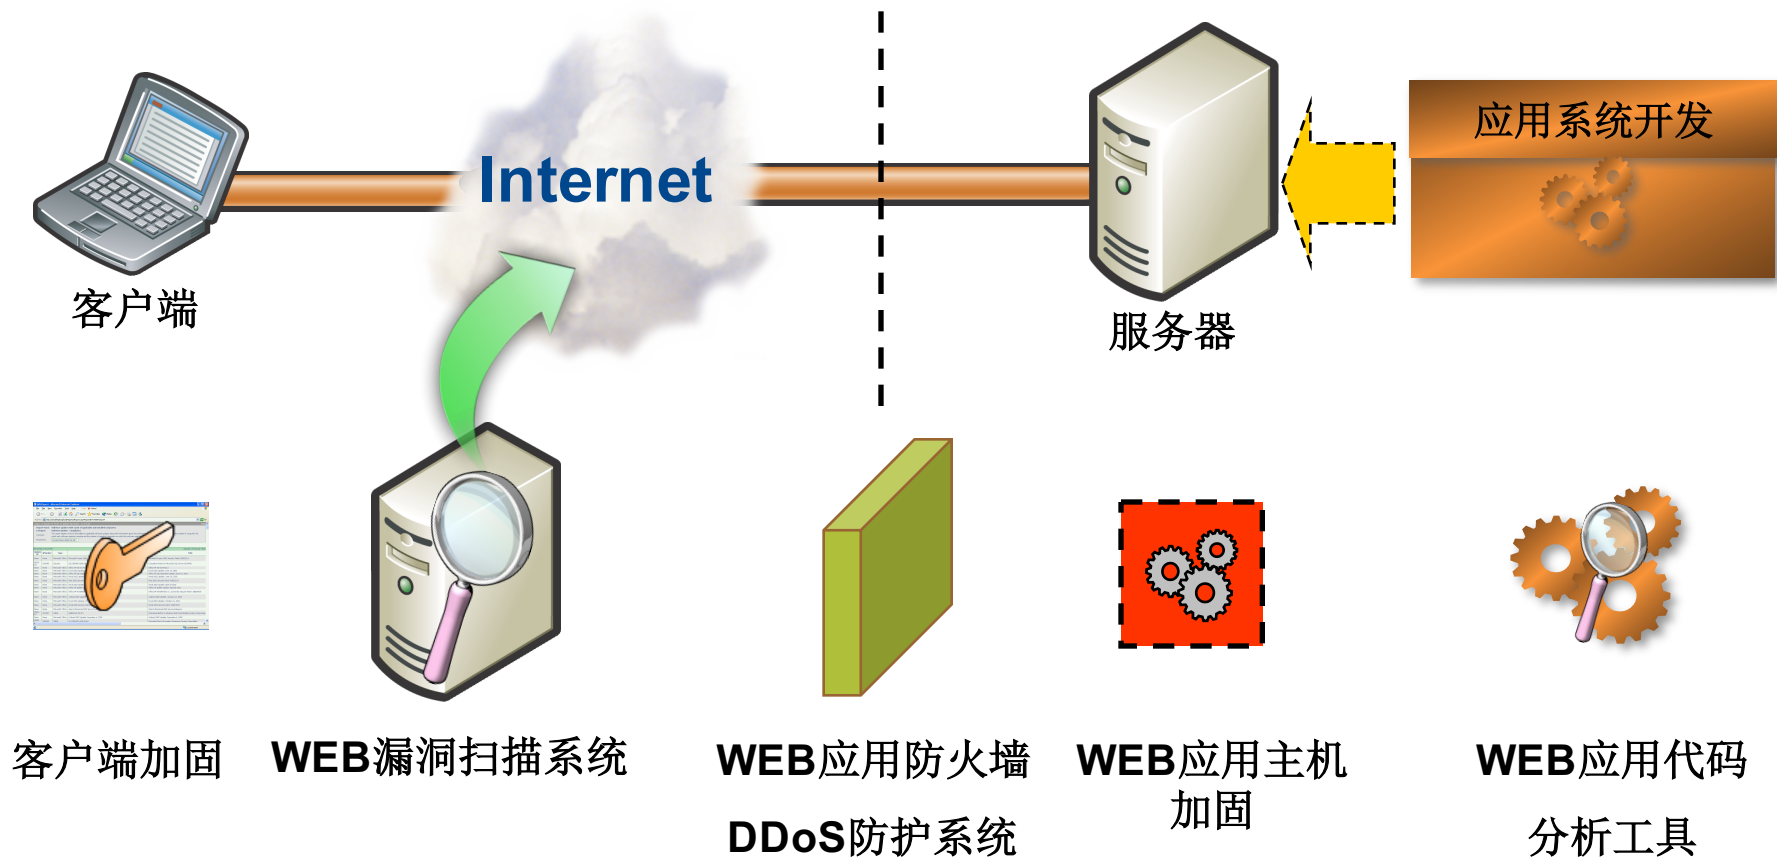 应用系统开发
Internet
客户端
服务器
客户端加固
WEB漏洞扫描系统
WEB应用防火墙
DDoS防护系统
WEB应用主机
加固
WEB应用代码
分析工具